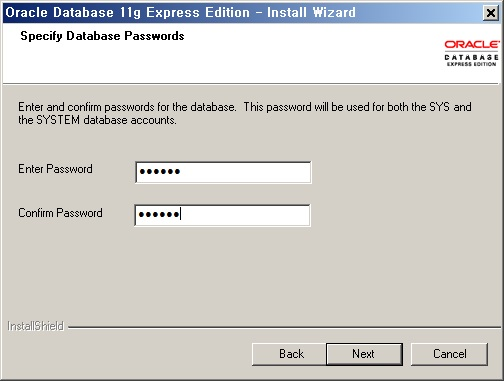 Oracle Database 11g Express Edition - Install Wizard
Specify Database Passwords
ORACLE
DATABASE
EXPRESS EDITION
Enter and confirm passwords for the database. This password will be used for both the SYS and
the SYSTEM database accounts.
Enter Password
••••••
Confirm Password
••••••
InstallShield
Back
Next
Cancel